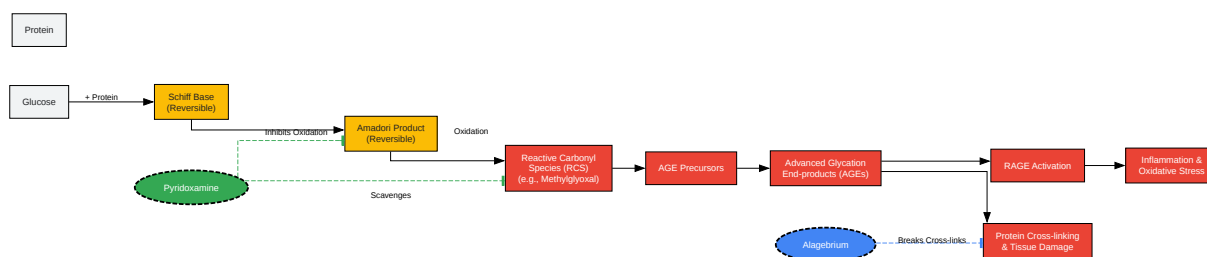 Protein
Glucose
+ Protein
Schiff Base
(Reversible)
Inhibits Oxidation
Amadori Product
(Reversible)
Oxidation
Pyridoxamine
Scavenges
Reactive Carbonyl
Species (RCS)
(e.g., Methylglyoxal)
AGE Precursors
Advanced Glycation
End-products (AGEs)
RAGE Activation
Inflammation &
Oxidative Stress
Alagebrium
Breaks Cross-links
Protein Cross-linking
& Tissue Damage